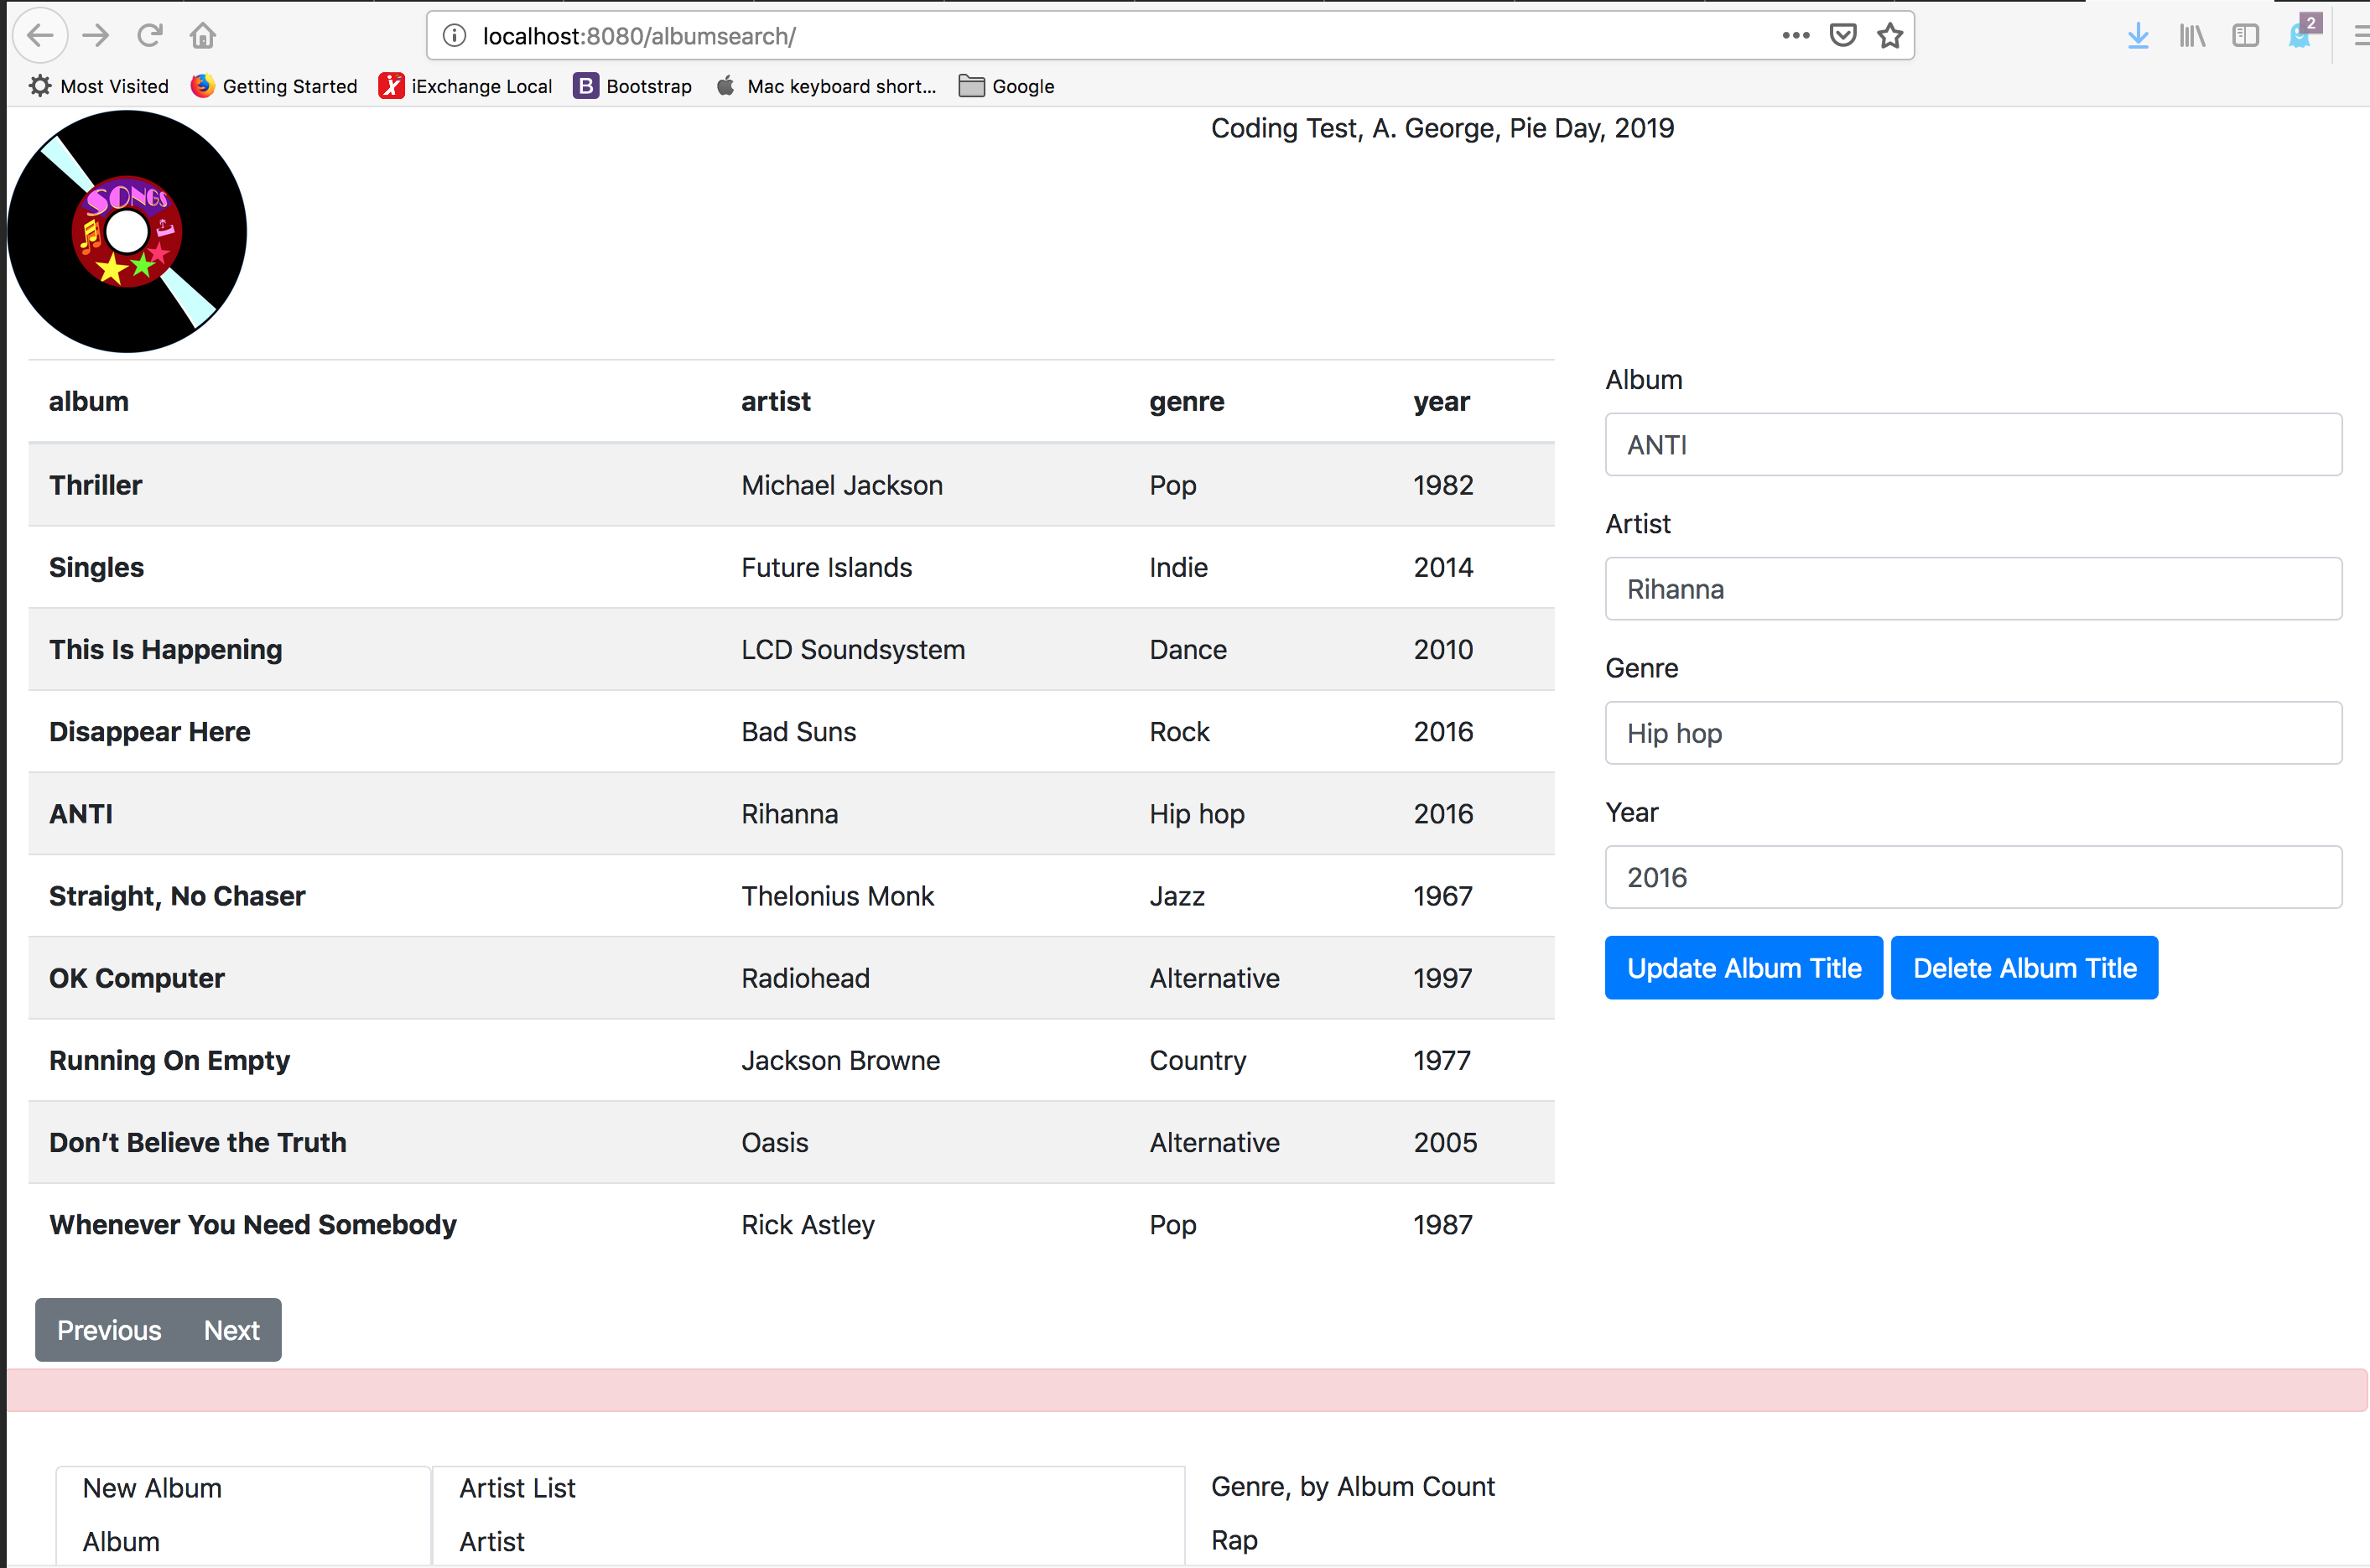 localhost:8080/albumsearch/
2
Most Visited Getting Started iExchange Local B Bootstrap Mac keyboard short... Google
Coding Test, A. George, Pie Day, 2019
SONGS
album artist genre year
Thriller Michael Jackson Pop 1982
Singles Future Islands Indie 2014
This Is Happening LCD Soundsystem Dance 2010
Disappear Here Bad Suns Rock 2016
ANTI Rihanna Hip hop 2016
Straight, No Chaser Thelonius Monk Jazz 1967
OK Computer Radiohead Alternative 1997
Running On Empty Jackson Browne Country 1977
Don’t Believe the Truth Oasis Alternative 2005
Whenever You Need Somebody Rick Astley Pop 1987
Album
ANTI
Artist
Rihanna
Genre
Hip hop
Year
2016
Update Album Title Delete Album Title
Previous Next
New Album Artist List Genre, by Album Count
Album Artist Rap